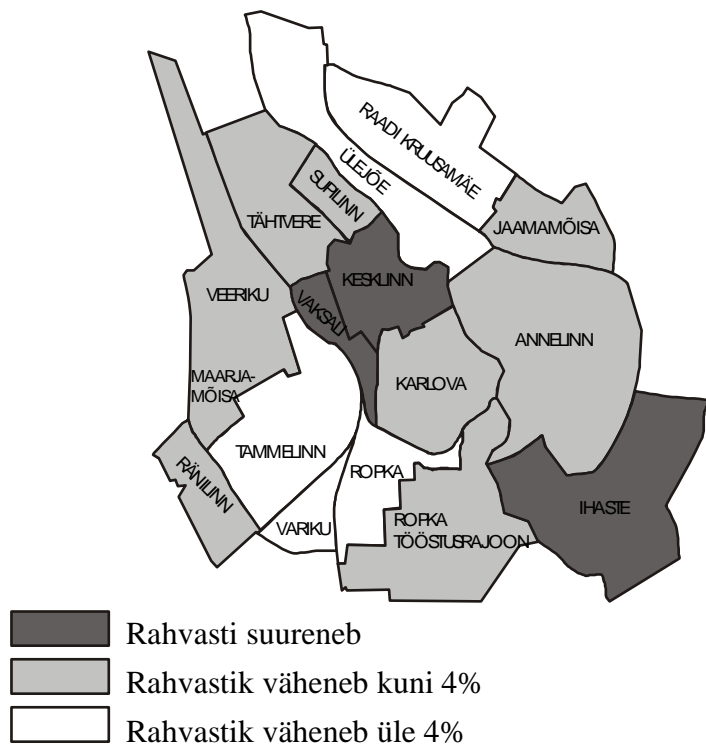 RAADI KRUUSAMÄE
ÜLEJÕE
SUPILINN
JAAMAMÕISA
TÄHTVERE
KESKLINN
VEERIKU
VAKSALI
ANNELINN
MAARJA-
MÕISA
KARLOVA
TAMMELINN
RÄNILINN
ROPKA
IHASTE
VARIKU
ROPKA
TÖÖSTUSRAJOON
Rahvasti suureneb
Rahvastik väheneb kuni 4%
Rahvastik väheneb üle 4%